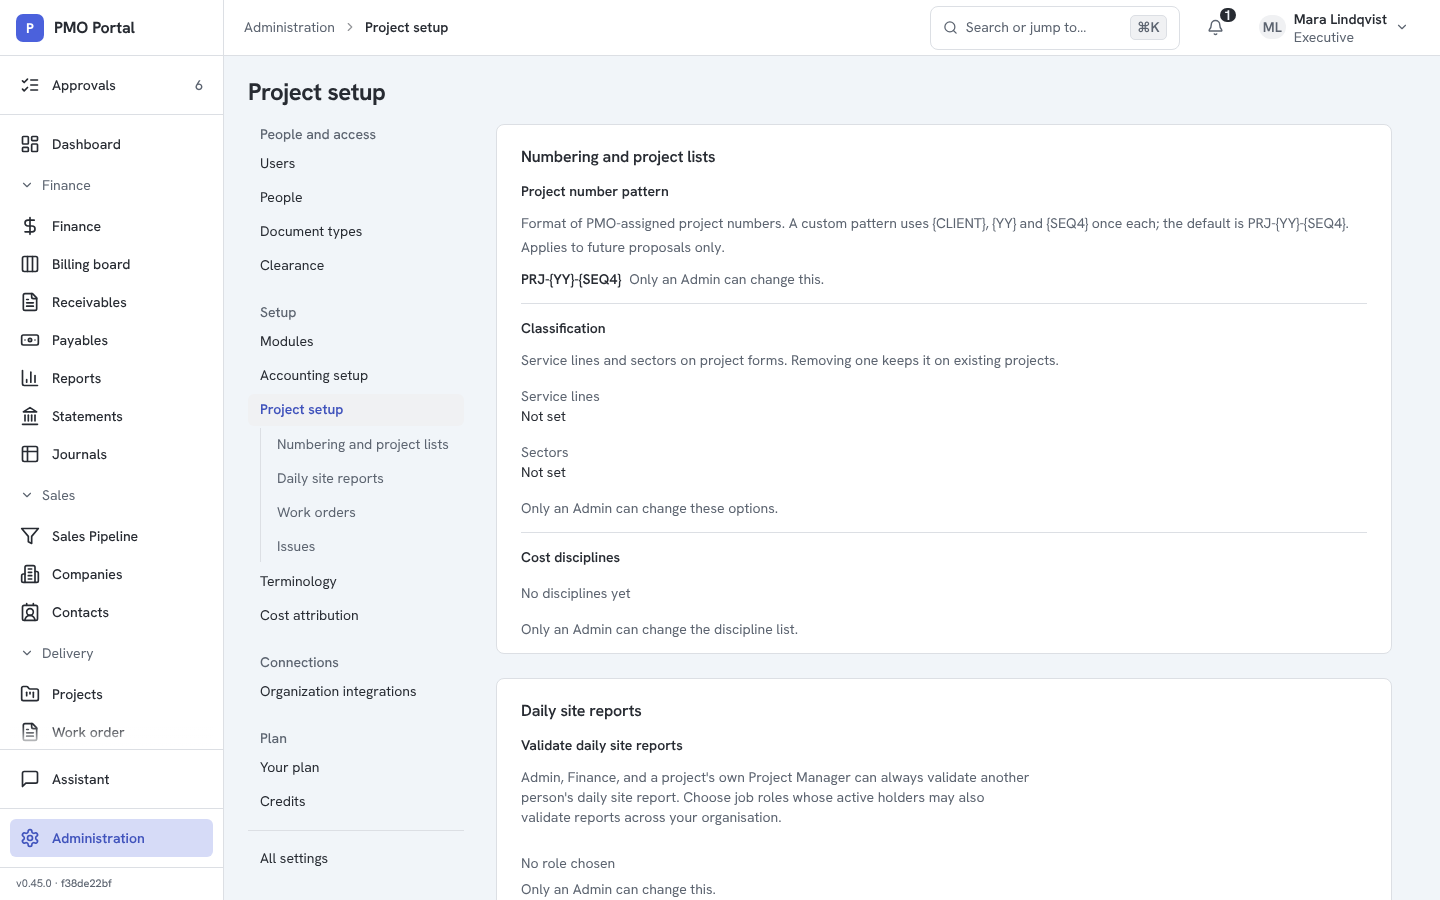 P PMO Portal
Administration > Project setup
Search or jump to...
⌘K
1
ML
Mara Lindqvist
Executive
Approvals 6
Dashboard
Finance
Finance
Billing board
Receivables
Payables
Reports
Statements
Journals
Sales
Sales Pipeline
Companies
Contacts
Delivery
Projects
Work order
Assistant
Administration
v0.45.0 · f38de22bf
Project setup
People and access
Users
People
Document types
Clearance
Setup
Modules
Accounting setup
Project setup
Numbering and project lists
Daily site reports
Work orders
Issues
Terminology
Cost attribution
Connections
Organization integrations
Plan
Your plan
Credits
All settings
Numbering and project lists
Project number pattern
Format of PMO-assigned project numbers. A custom pattern uses {CLIENT}, {YY} and {SEQ4} once each; the default is PRJ-{YY}-{SEQ4}.
Applies to future proposals only.
PRJ-{YY}-{SEQ4} Only an Admin can change this.
Classification
Service lines and sectors on project forms. Removing one keeps it on existing projects.
Service lines
Not set
Sectors
Not set
Only an Admin can change these options.
Cost disciplines
No disciplines yet
Only an Admin can change the discipline list.
Daily site reports
Validate daily site reports
Admin, Finance, and a project's own Project Manager can always validate another
person's daily site report. Choose job roles whose active holders may also
validate reports across your organisation.
No role chosen
Only an Admin can change this.